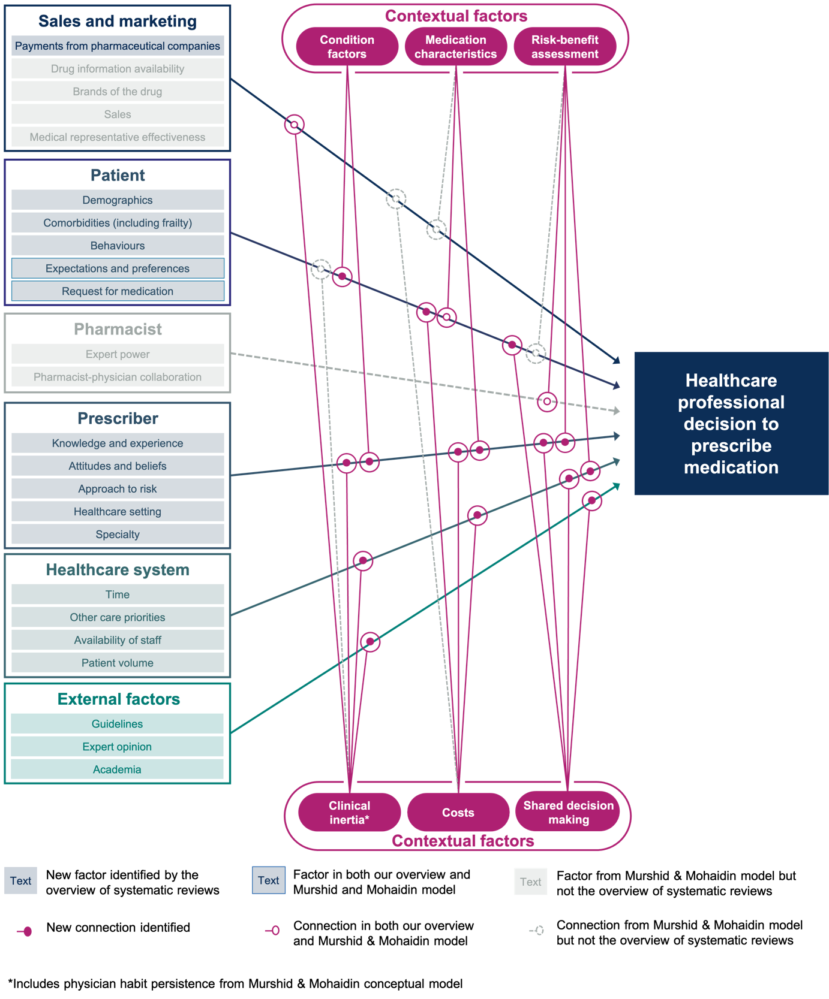 Sales and marketing
Payments from pharmaceutical companies
Drug information availability
Brands of the drug
Sales
Medical representative effectiveness
Patient
Demographics
Comorbidities (including frailty)
Behaviours
Expectations and preferences
Request for medication
Pharmacist
Expert power
Pharmacist-physician collaboration
Prescriber
Knowledge and experience
Attitudes and beliefs
Approach to risk
Healthcare setting
Specialty
Healthcare system
Time
Other care priorities
Availability of staff
Patient volume
External factors
Guidelines
Expert opinion
Academia
Contextual factors
Condition
factors
Medication
characteristics
Risk-benefit
assessment
Healthcare
professional
decision to
prescribe
medication
Clinical
inertia*
Costs
Shared decision
making
Contextual factors
Text
New factor identified by the
overview of systematic reviews
Text
Factor in both our overview and
Murshid and Mohaidin model
Text
Factor from Murshid & Mohaidin model but
not the overview of systematic reviews
New connection identified
Connection in both our overview
and Murshid & Mohaidin model
Connection from Murshid & Mohaidin model
but not the overview of systematic reviews
*Includes physician habit persistence from Murshid & Mohaidin conceptual model